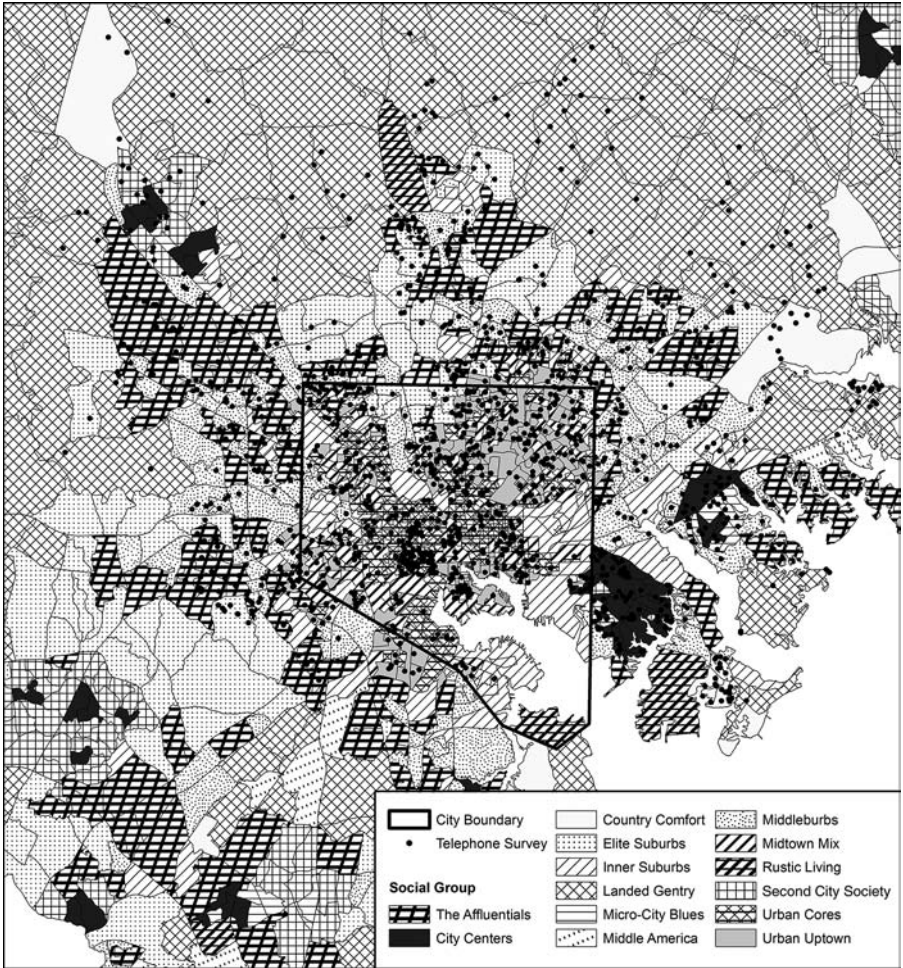 City Boundary
Telephone Survey
Social Group
The Affluentials
City Centers
Country Comfort
Elite Suburbs
Inner Suburbs
Landed Gentry
Micro-City Blues
Middle America
Middleburbs
Midtown Mix
Rustic Living
Second City Society
Urban Cores
Urban Uptown